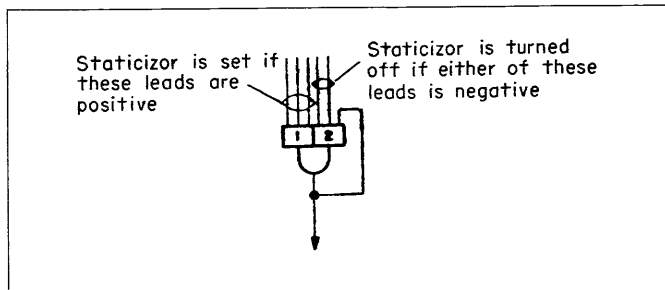 Staticizor is set if
these leads are
positive
Staticizor is turned
off if either of these
leads is negative
1 2